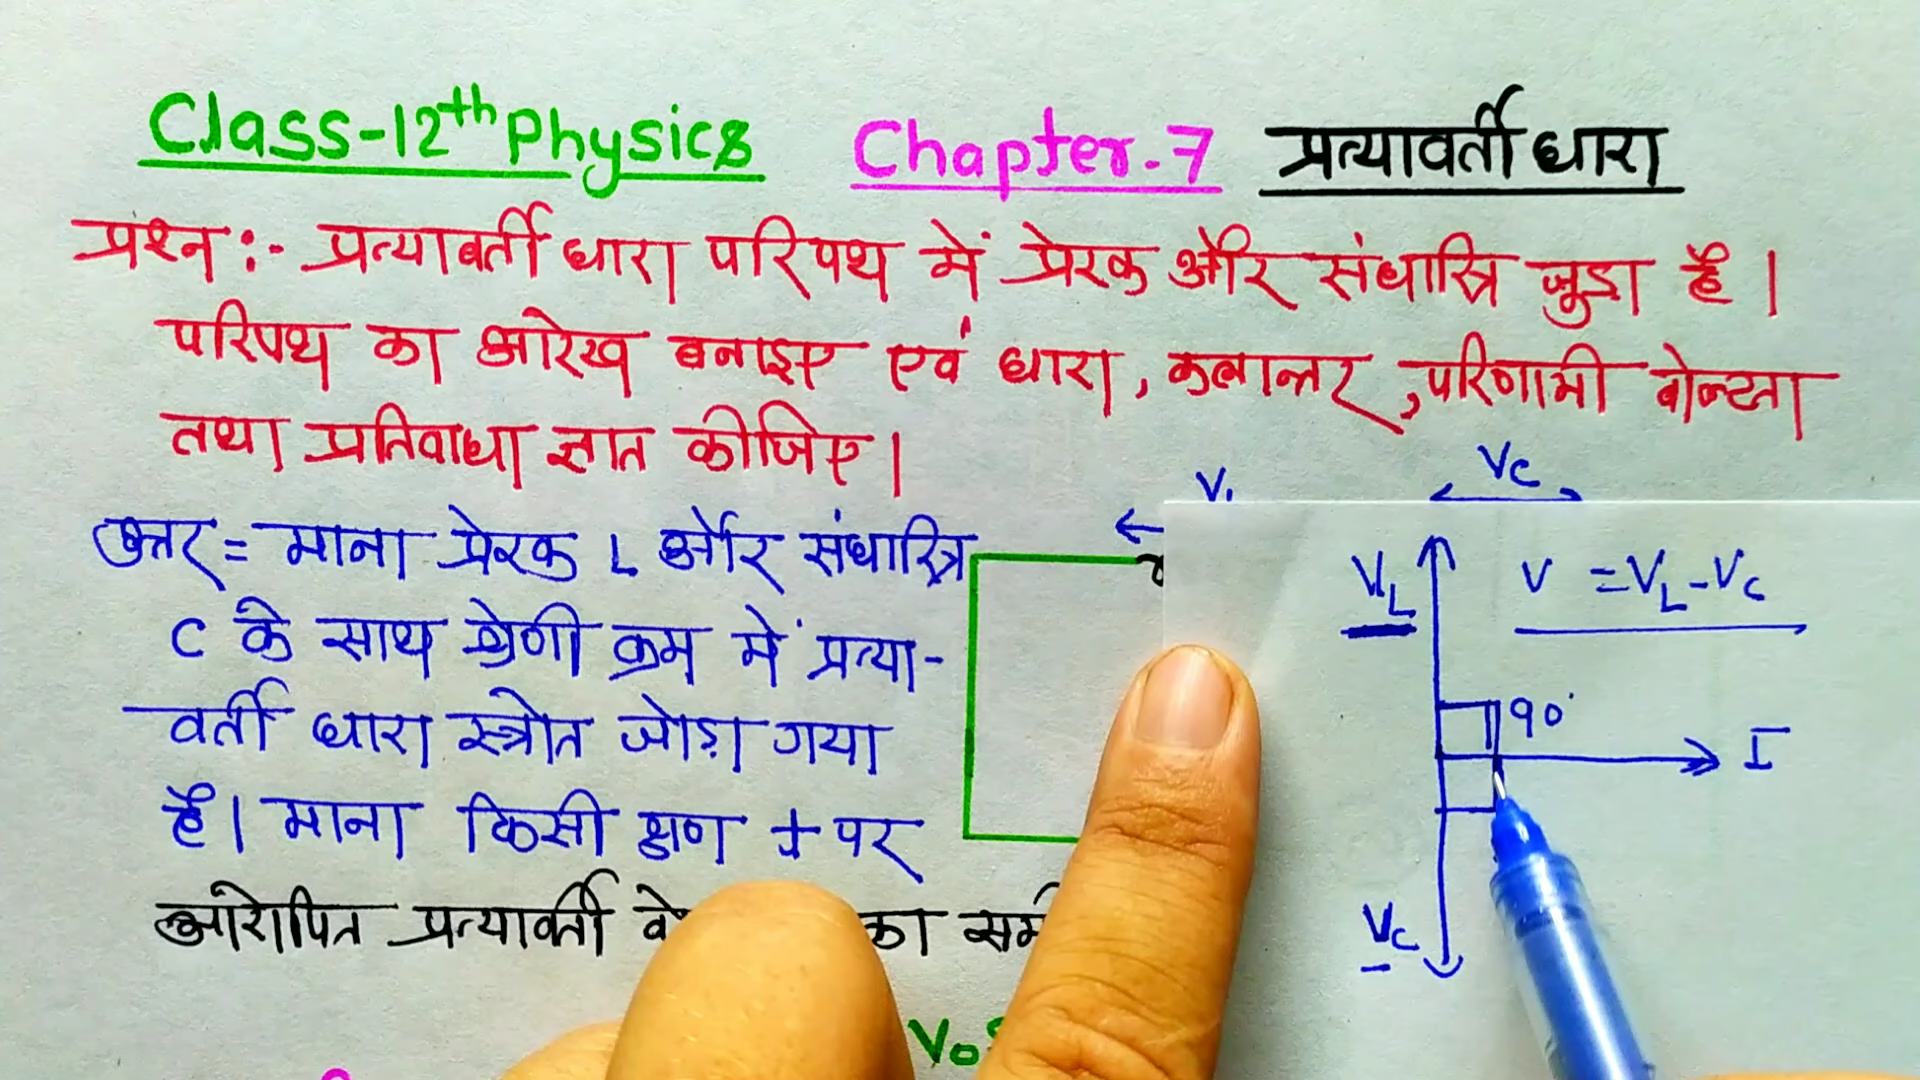 Class-12th Physics Chapter-7 प्रत्यावर्ती धारा
प्रश्न:- प्रत्यावर्ती धारा परिपथ में प्रेरक और संधारित्र जुडा है।
परिपथ का आरेख बनाइए एवं धारा, कलान्तर, परिणामी वोल्टता
तथा प्रतिबाधा ज्ञात कीजिए।
उत्तर = माना प्रेरक L और संधारित्र
C के साथ श्रेणी क्रम में प्रत्या-
वर्ती धारा स्त्रोत जोड़ा गया
है। माना किसी क्षण t पर
आरोपित प्रत्यावर्ती का
Vc
VL V = VL - Vc
90°
I
Vc
V₀